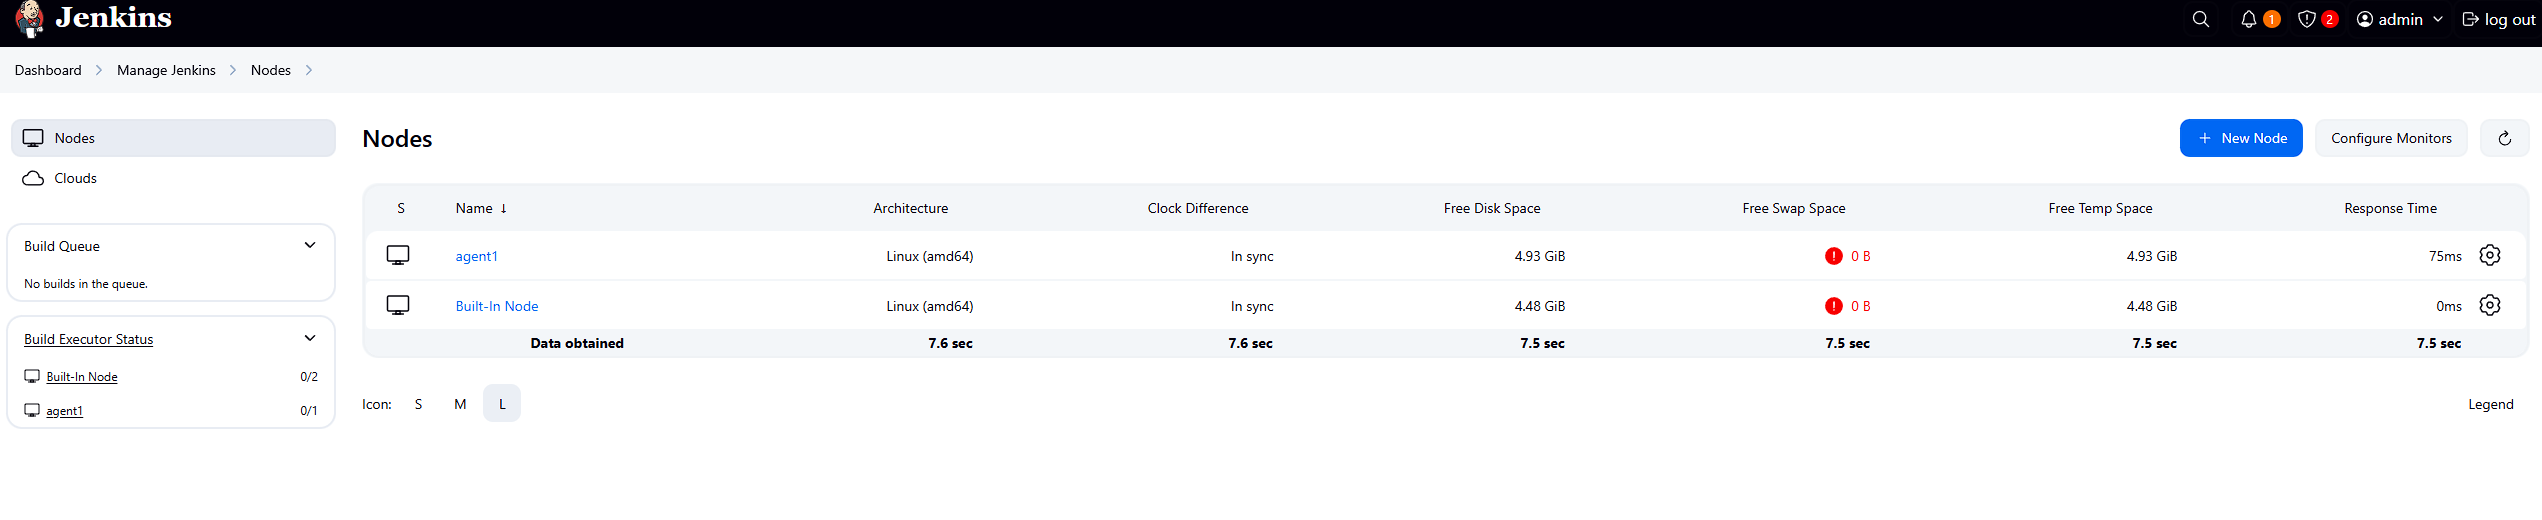 Jenkins
1
2
admin
log out
Dashboard
Manage Jenkins
Nodes
Nodes
Clouds
Build Queue
No builds in the queue.
Build Executor Status
Built-In Node 0/2
agent1 0/1
Nodes
+ New Node
Configure Monitors
S Name ↓ Architecture Clock Difference Free Disk Space Free Swap Space Free Temp Space Response Time
agent1 Linux (amd64) In sync 4.93 GiB ! 0 B 4.93 GiB 75ms
Built-In Node Linux (amd64) In sync 4.48 GiB ! 0 B 4.48 GiB 0ms
Data obtained 7.6 sec 7.6 sec 7.5 sec 7.5 sec 7.5 sec 7.5 sec
Icon: S M L
Legend